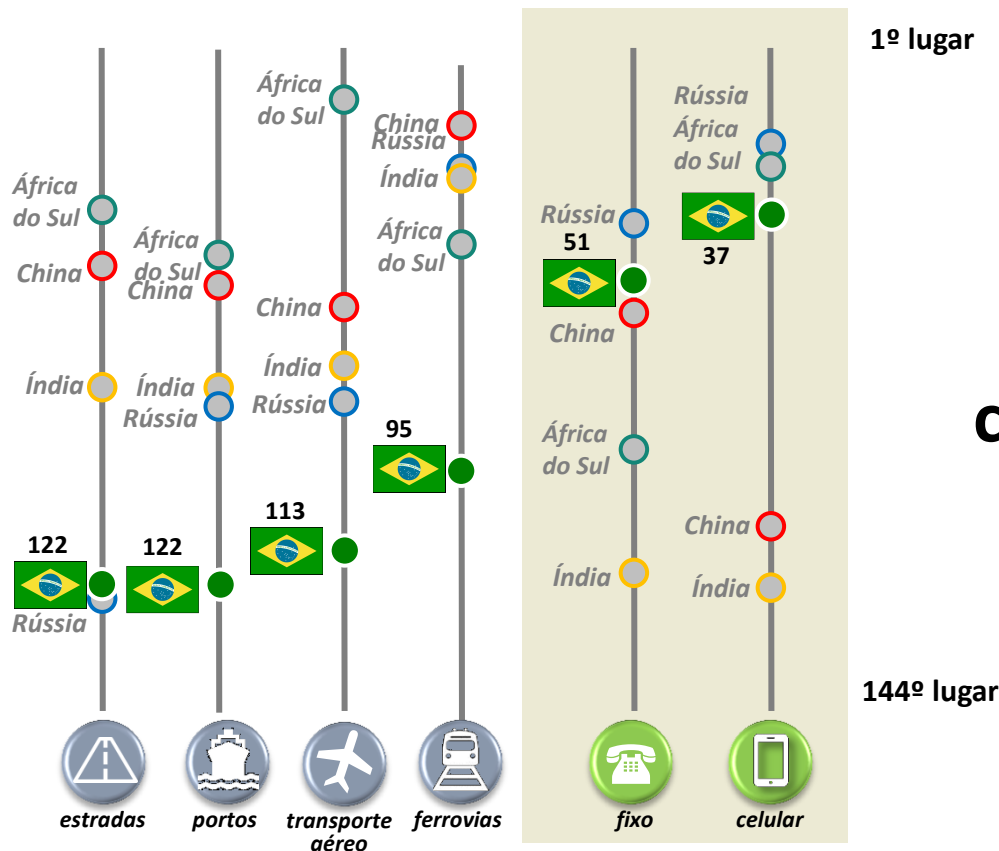 1º lugar
África
do Sul
China
Índia
122
Rússia
África
do Sul
China
Índia
Rússia
122
África
do Sul
China
Índia
Rússia
113
China
Rússia
Índia
África
do Sul
95
Rússia
51
China
África
do Sul
Índia
Rússia
África
do Sul
37
China
Índia
c
144º lugar
estradas
portos
transporte
aéreo
ferrovias
fixo
celular